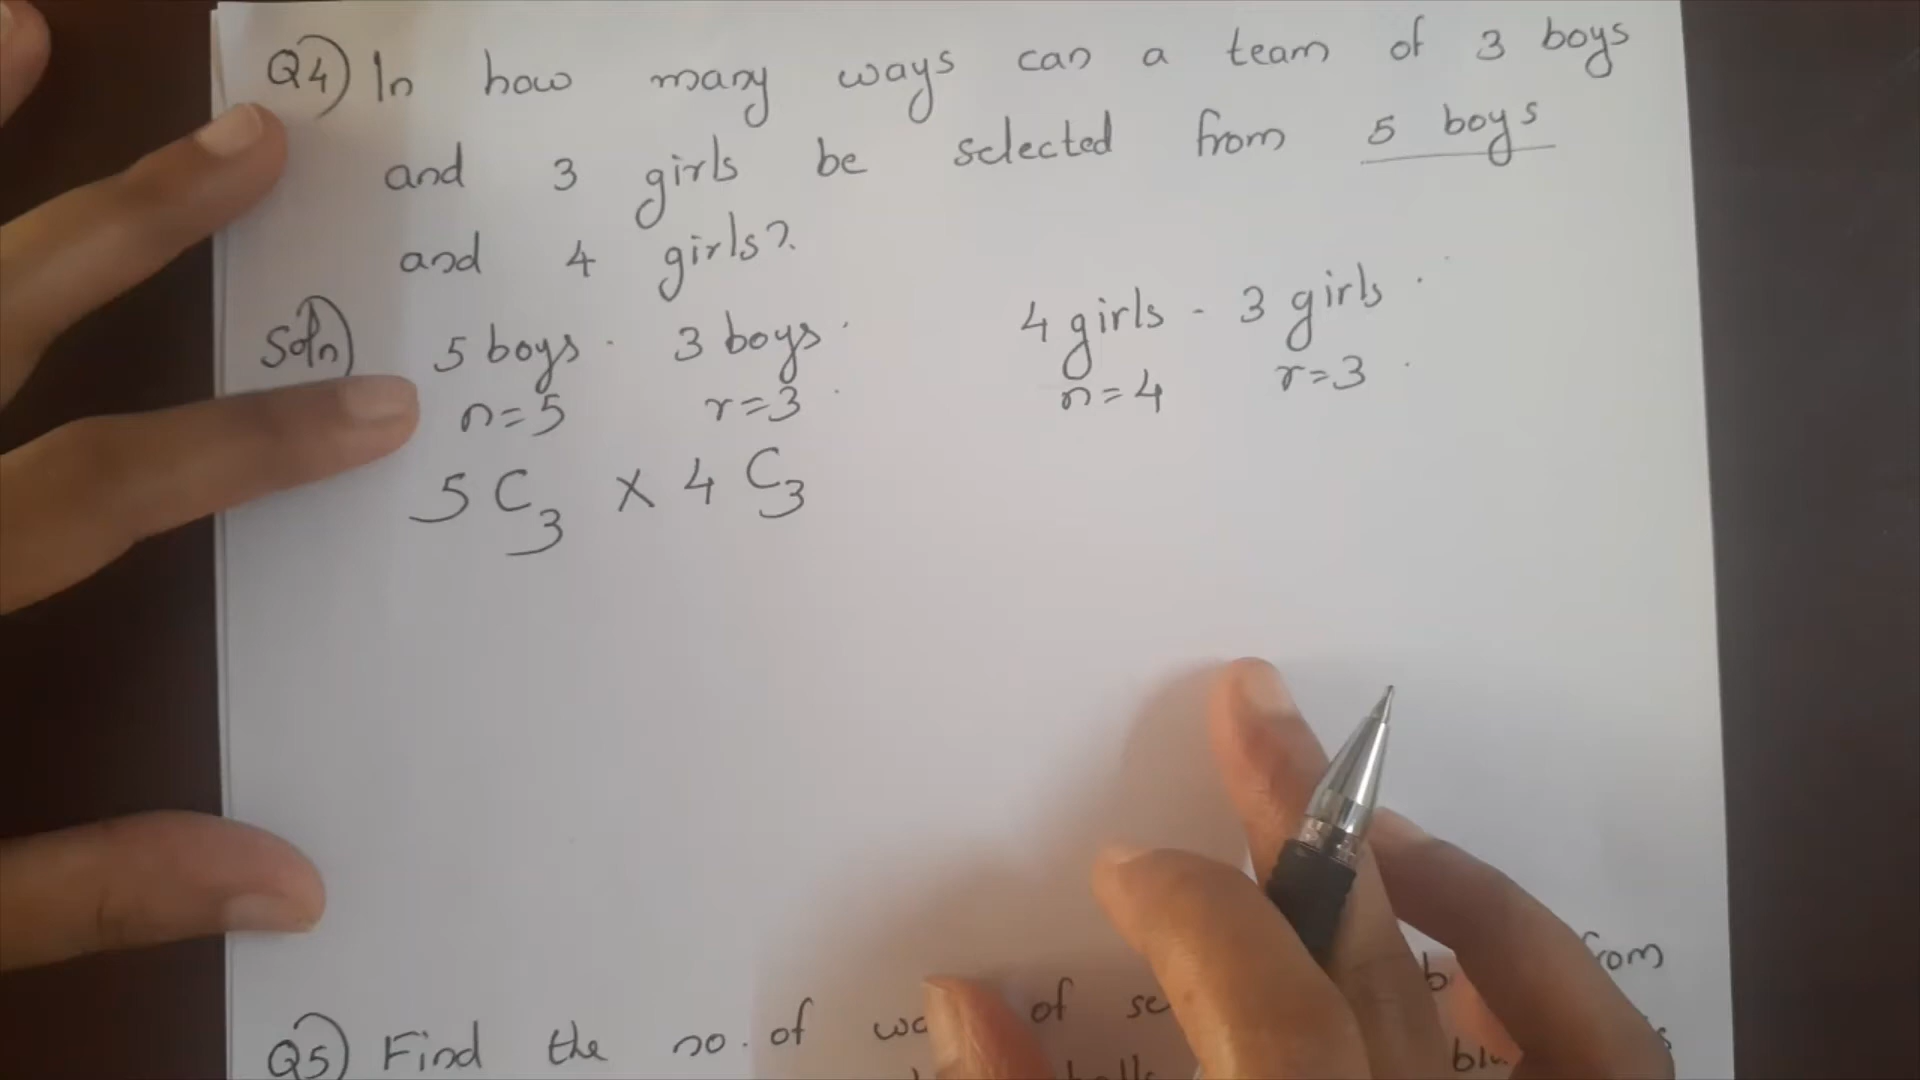 Q4) In how many ways can a team of 3 boys
and 3 girls be selected from 5 boys
and 4 girls?
Soln) 5 boys. 3 boys. 4 girls - 3 girls.
n=5 r=3 n=4 r=3
5C3 × 4C3
Q5) Find the no. of of from